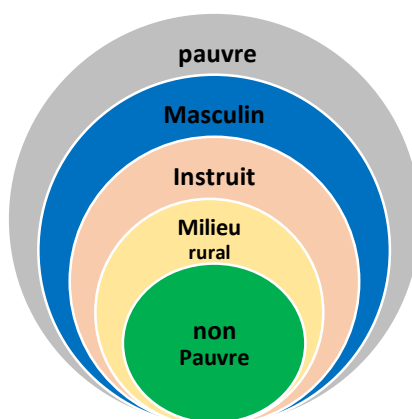 pauvre
Masculin
Instruit
Milieu
rural
non
Pauvre